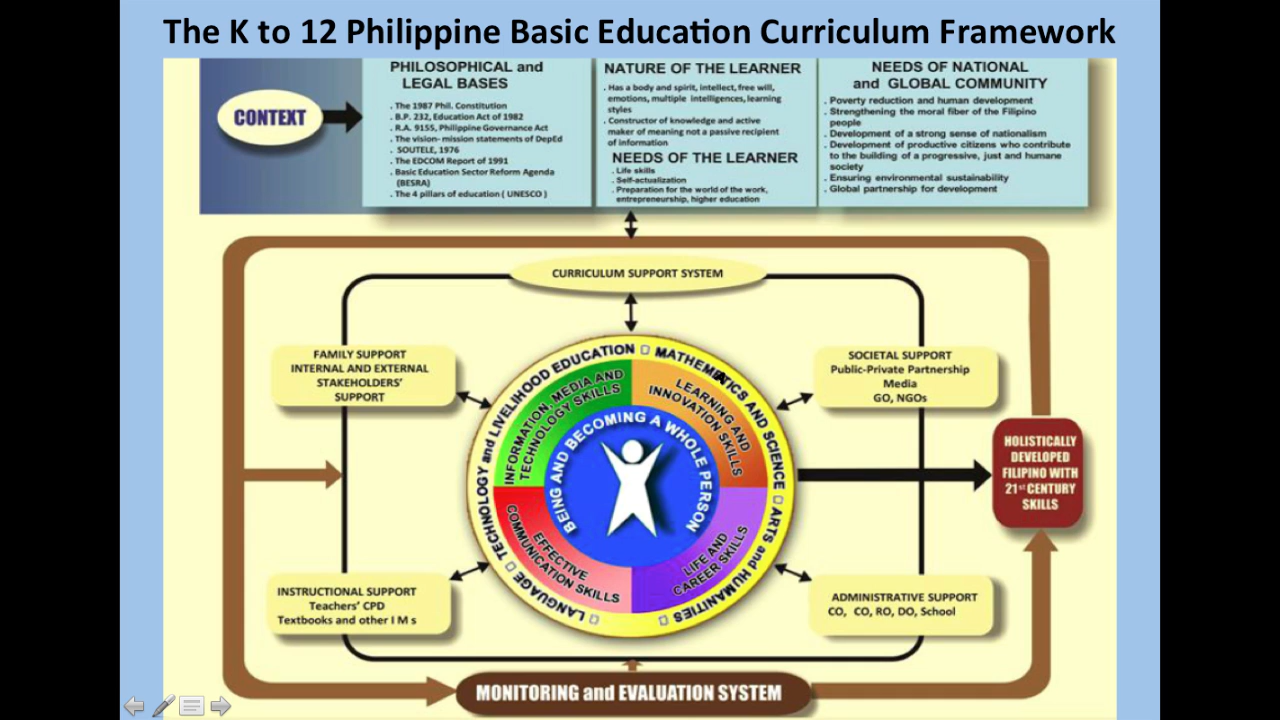 The K to 12 Philippine Basic Education Curriculum Framework
CONTEXT
PHILOSOPHICAL and
LEGAL BASES
. The 1987 Phil. Constitution
. B.P. 232, Education Act of 1982
. R.A. 9155, Philippine Governance Act
. The vision- mission statements of DepEd
. SOUTELE, 1976
. The EDCOM Report of 1991
. Basic Education Sector Reform Agenda
(BESRA)
. The 4 pillars of education ( UNESCO )
NATURE OF THE LEARNER
. Has a body and spirit, intellect, free will,
emotions, multiple intelligences, learning
styles
. Constructor of knowledge and active
maker of meaning not a passive recipient
of information
NEEDS OF THE LEARNER
. Life skills
. Self-actualization
. Preparation for the world of the work,
entrepreneurship, higher education
NEEDS OF NATIONAL
and GLOBAL COMMUNITY
. Poverty reduction and human development
. Strengthening the moral fiber of the Filipino
people
. Development of a strong sense of nationalism
. Development of productive citizens who contribute
to the building of a progressive, just and humane
society
. Ensuring environmental sustainability
. Global partnership for development
CURRICULUM SUPPORT SYSTEM
FAMILY SUPPORT
INTERNAL AND EXTERNAL
STAKEHOLDERS'
SUPPORT
SOCIETAL SUPPORT
Public-Private Partnership
Media
GO, NGOs
TECHNOLOGY and LIVELIHOOD EDUCATION
MATHEMATICS AND SCIENCE
ARTS and HUMANITIES
LANGUAGE
INFORMATION, MEDIA AND
TECHNOLOGY SKILLS
LEARNING AND
INNOVATION SKILLS
BEING AND BECOMING A WHOLE PERSON
EFFECTIVE
COMMUNICATION SKILLS
LIFE AND
CAREER SKILLS
HOLISTICALLY
DEVELOPED
FILIPINO WITH
21st CENTURY
SKILLS
INSTRUCTIONAL SUPPORT
Teachers' CPD
Textbooks and other I M s
ADMINISTRATIVE SUPPORT
CO, CO, RO, DO, School
MONITORING and EVALUATION SYSTEM